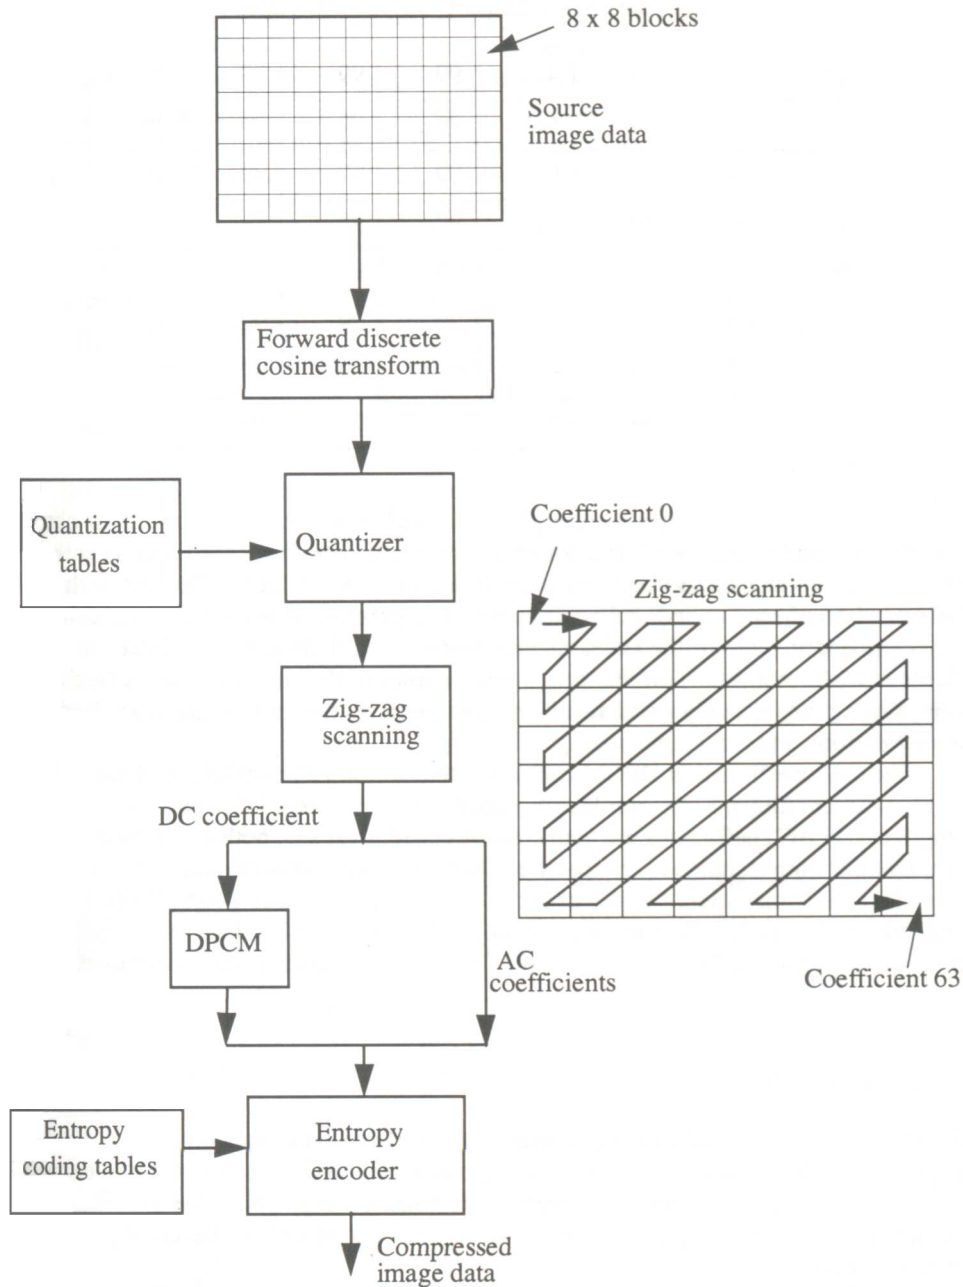 8 x 8 blocks
Source
image data
Forward discrete
cosine transform
Quantization
tables
Quantizer
Coefficient 0
Zig-zag scanning
Zig-zag
scanning
DC coefficient
DPCM
AC
coefficients
Coefficient 63
Entropy
coding tables
Entropy
encoder
Compressed
image data